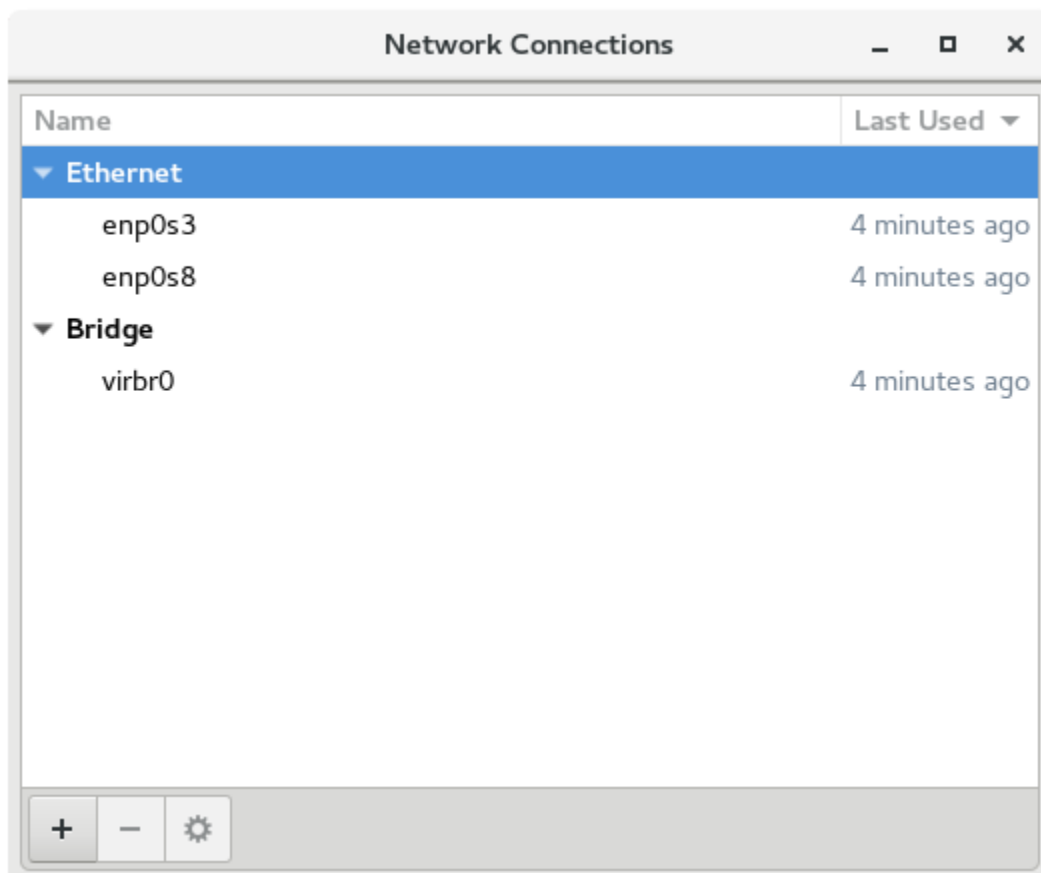 Network Connections
Name Last Used
Ethernet
enp0s3 4 minutes ago
enp0s8 4 minutes ago
Bridge
virbr0 4 minutes ago